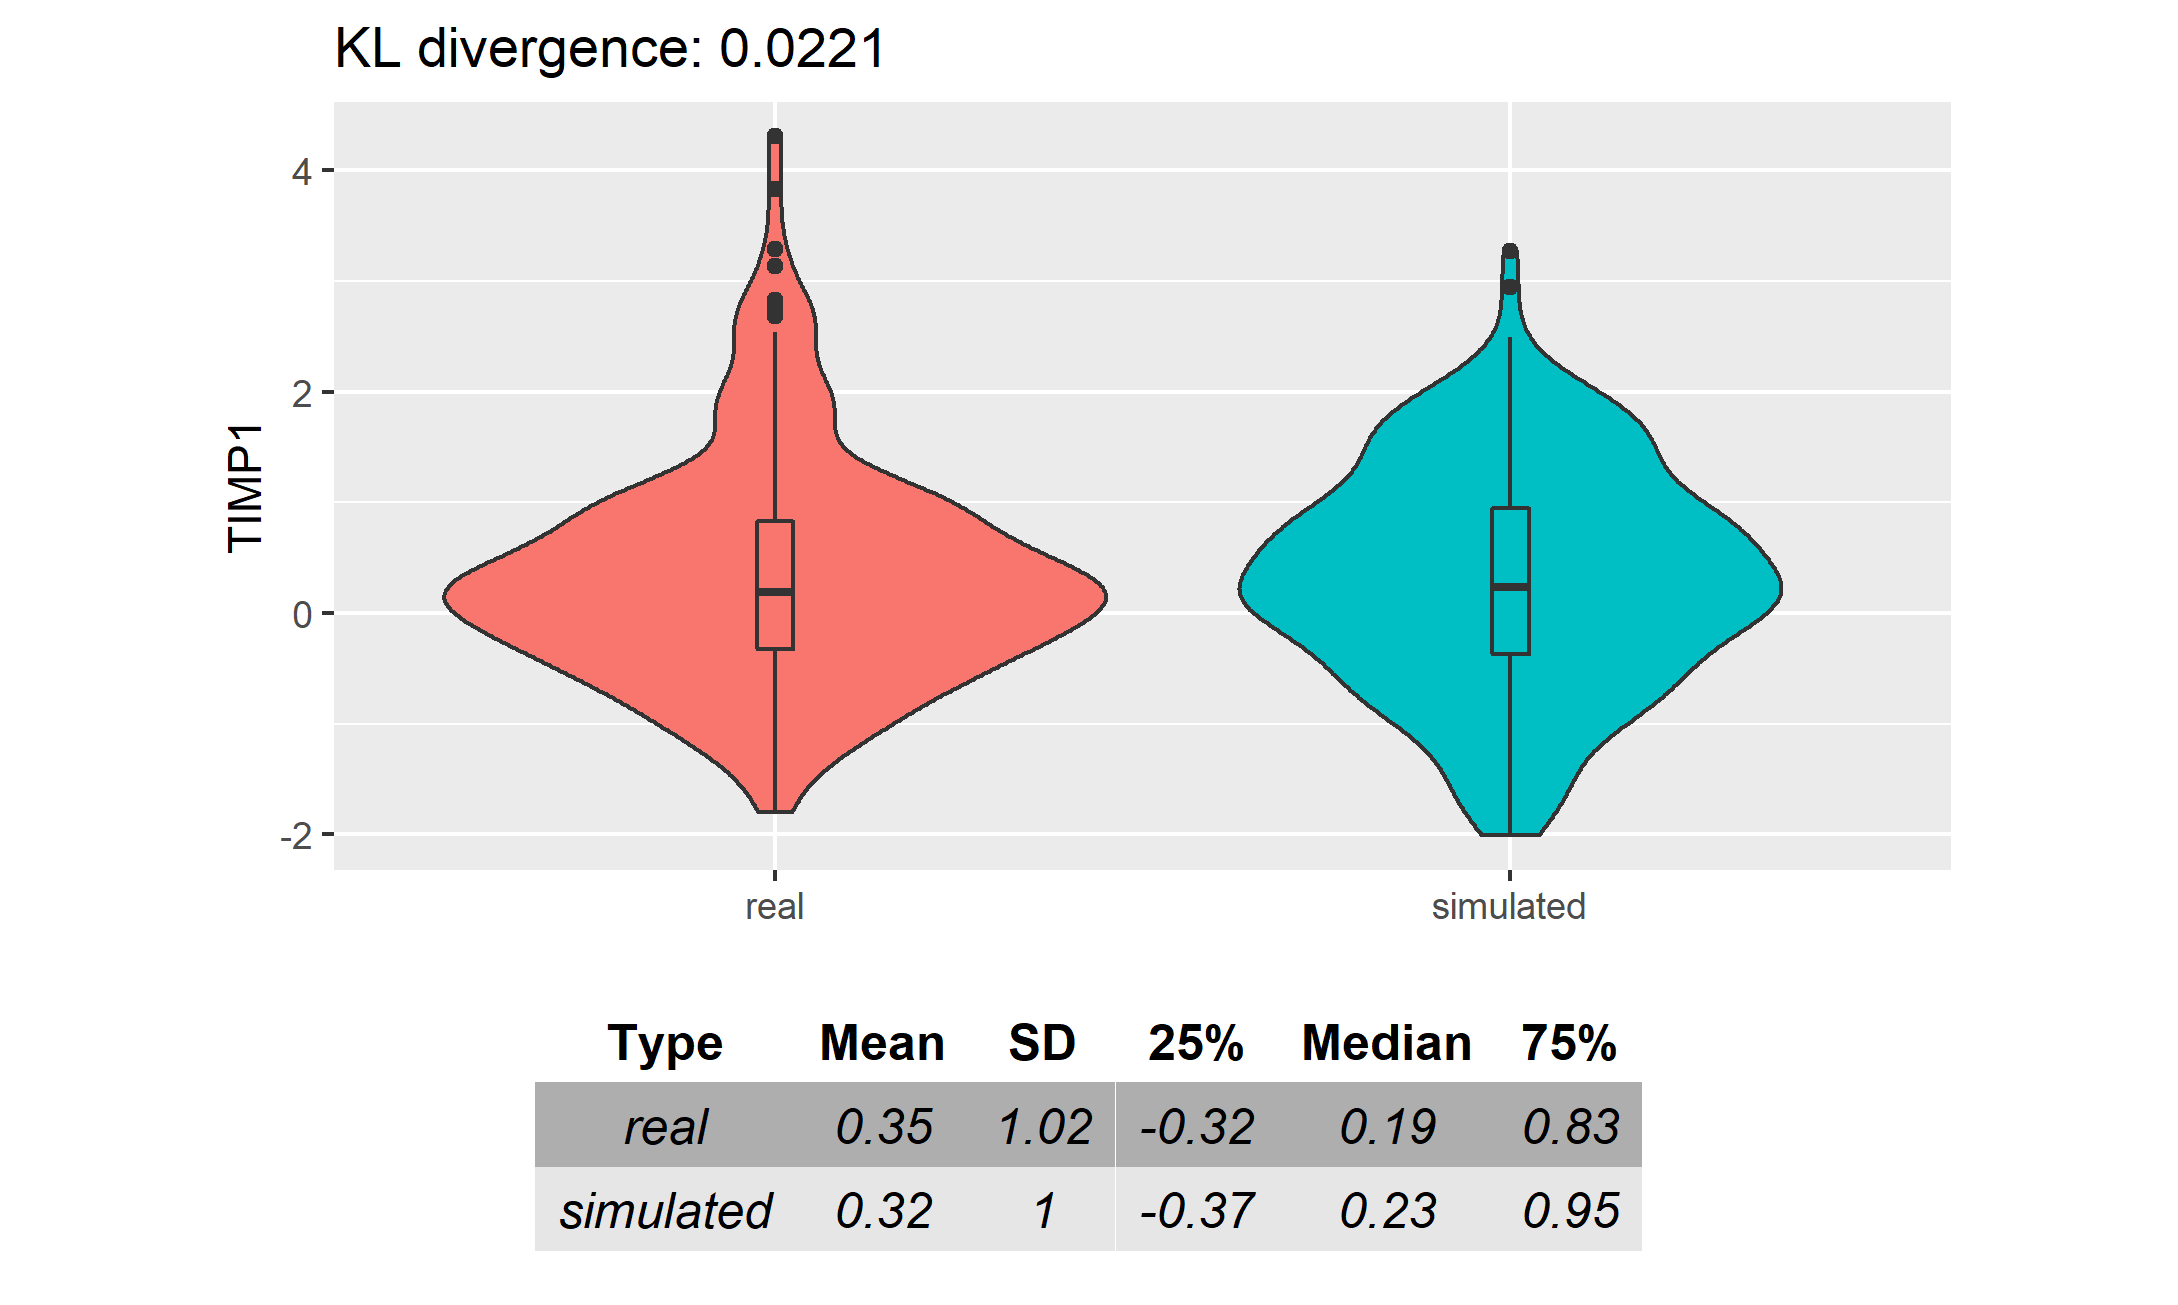 KL divergence: 0.0221
4
2
0
-2
TIMP1
real simulated
Type Mean SD 25% Median 75%
real 0.35 1.02 -0.32 0.19 0.83
simulated 0.32 1 -0.37 0.23 0.95